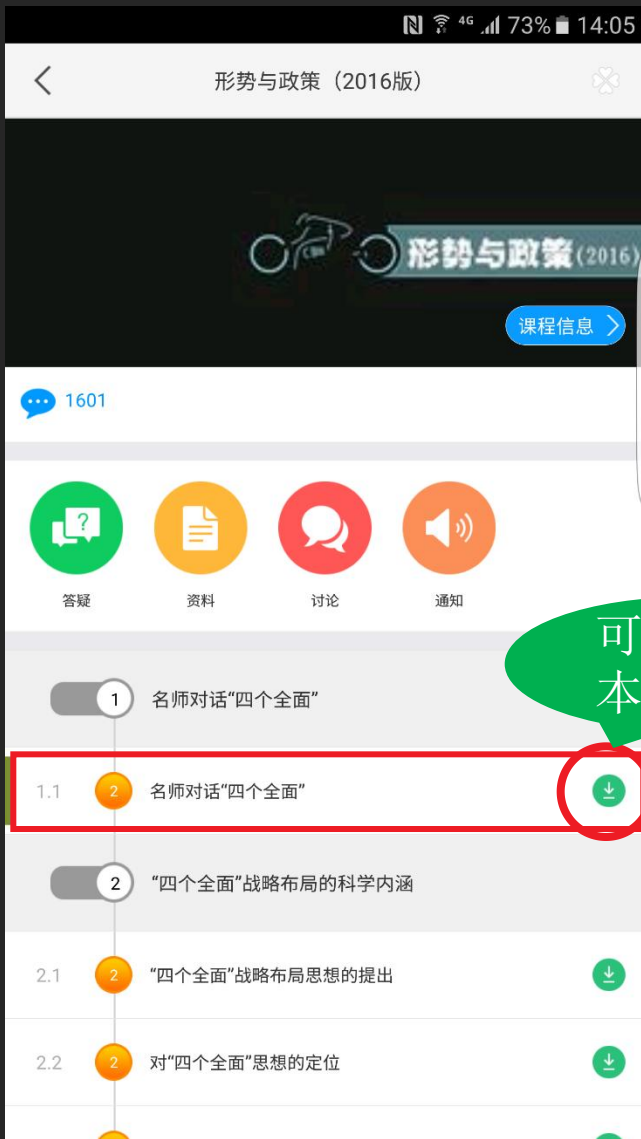 4G 73% 14:05
形势与政策（2016版）
形势与政策(2016)
课程信息
1601
答疑 资料 讨论 通知
可
本
1 名师对话“四个全面”
1.1 2 名师对话“四个全面”
2 “四个全面”战略布局的科学内涵
2.1 2 “四个全面”战略布局思想的提出
2.2 2 对“四个全面”思想的定位